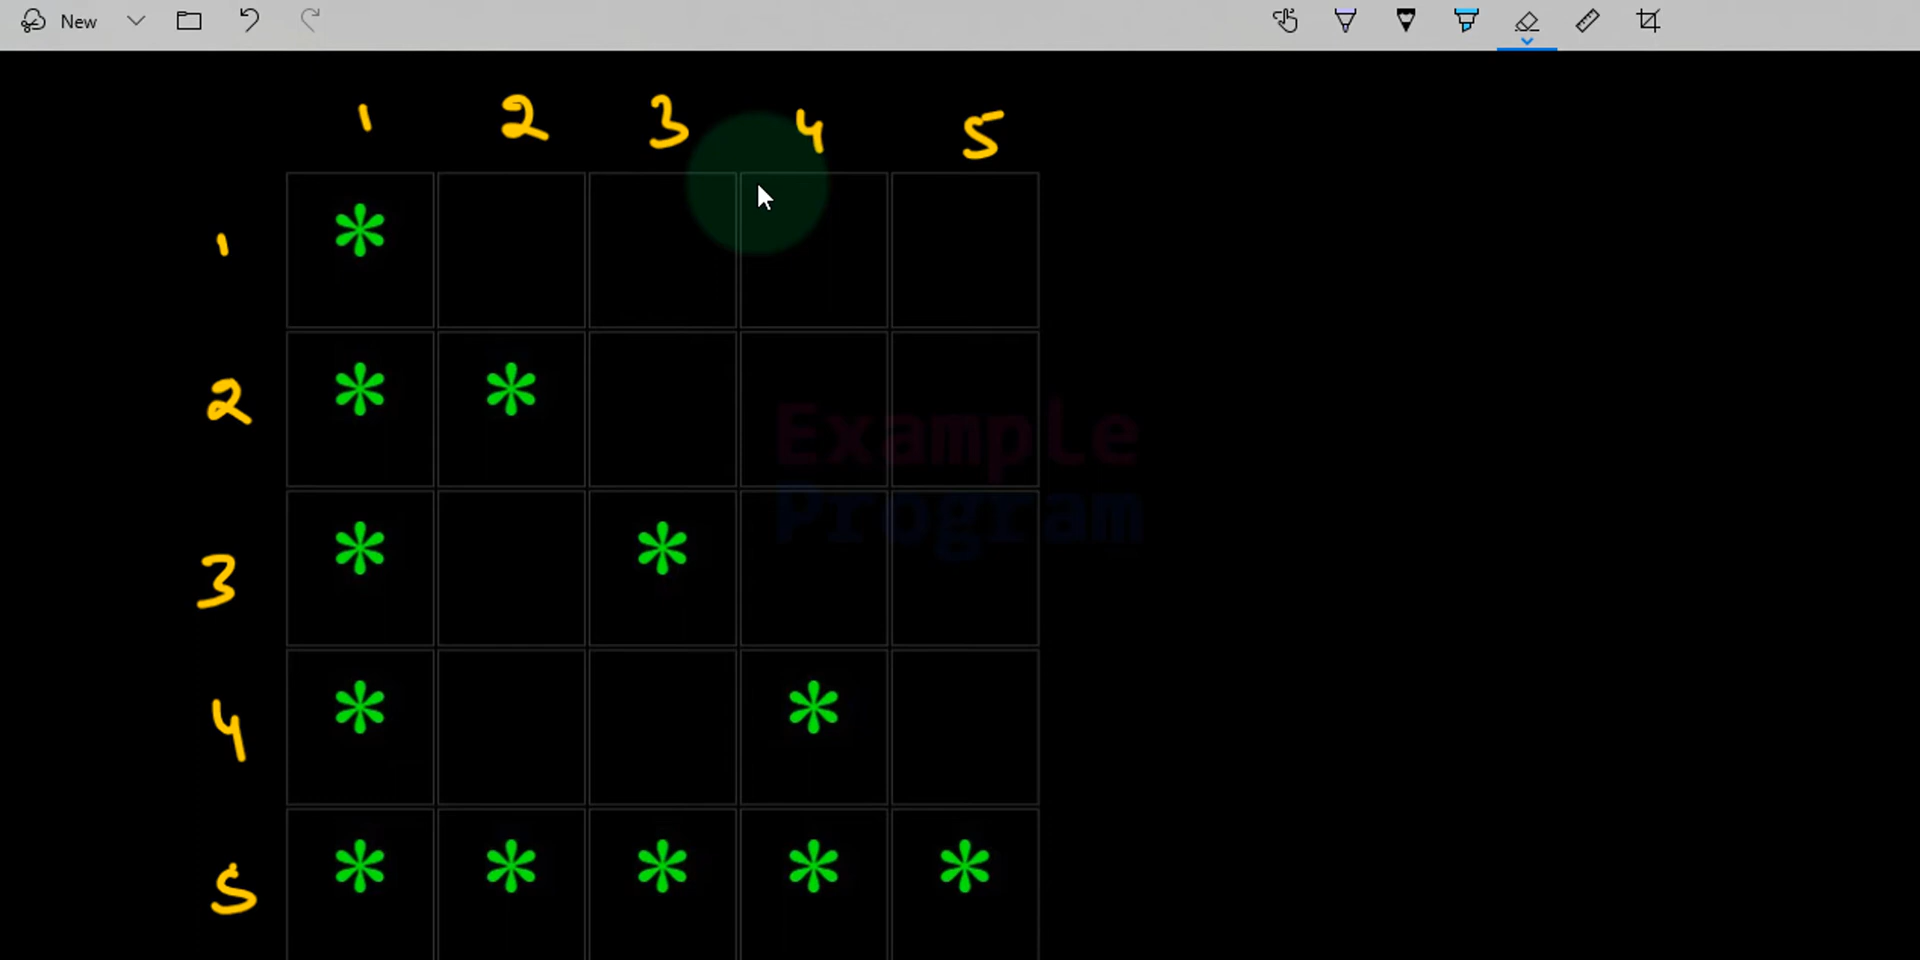 New
1 2 3 4 5
1 *
2 * *
Example
Program
3 * *
4 * *
5 * * * * *